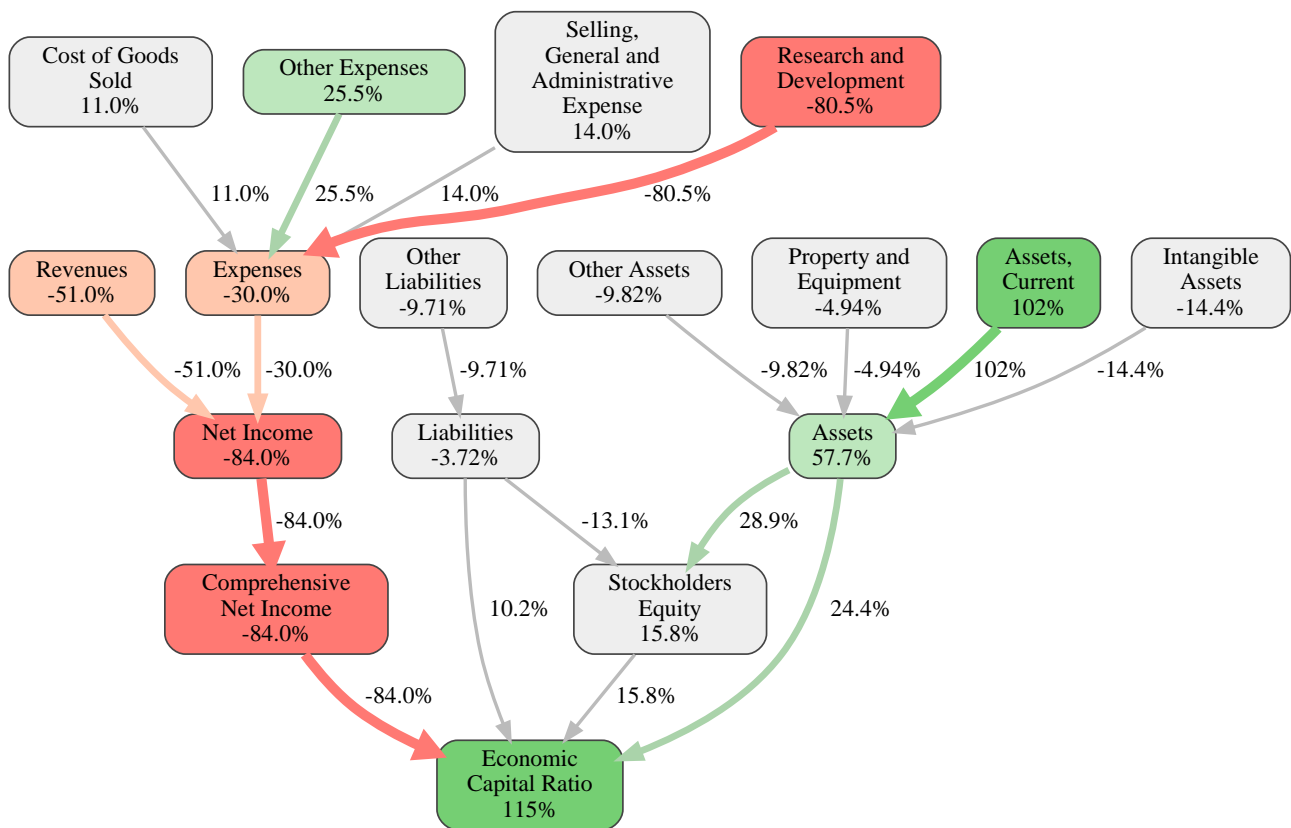 Cost of Goods
Sold
11.0%
Other Expenses
25.5%
Selling,
General and
Administrative
Expense
14.0%
Research and
Development
-80.5%
11.0%
25.5%
14.0%
-80.5%
Revenues
-51.0%
Expenses
-30.0%
Other
Liabilities
-9.71%
Other Assets
-9.82%
Property and
Equipment
-4.94%
Assets,
Current
102%
Intangible
Assets
-14.4%
-51.0%
-30.0%
-9.71%
-9.82%
-4.94%
102%
-14.4%
Net Income
-84.0%
Liabilities
-3.72%
Assets
57.7%
-84.0%
-13.1%
28.9%
Comprehensive
Net Income
-84.0%
10.2%
Stockholders
Equity
15.8%
24.4%
-84.0%
15.8%
Economic
Capital Ratio
115%